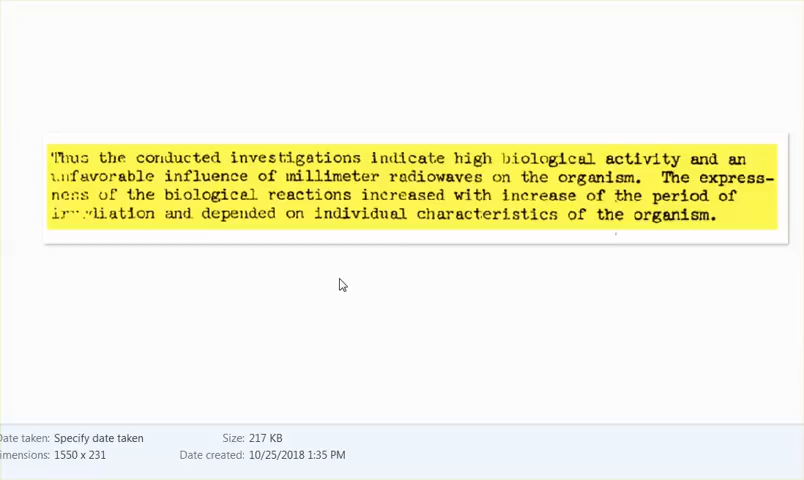 Thus the conducted investigations indicate high biological activity and an
unfavorable influence of millimeter radiowaves on the organism. The express-
ness of the biological reactions increased with increase of the period of
irradiation and depended on individual characteristics of the organism.
Date taken: Specify date taken Size: 217 KB
imensions: 1550 x 231 Date created: 10/25/2018 1:35 PM